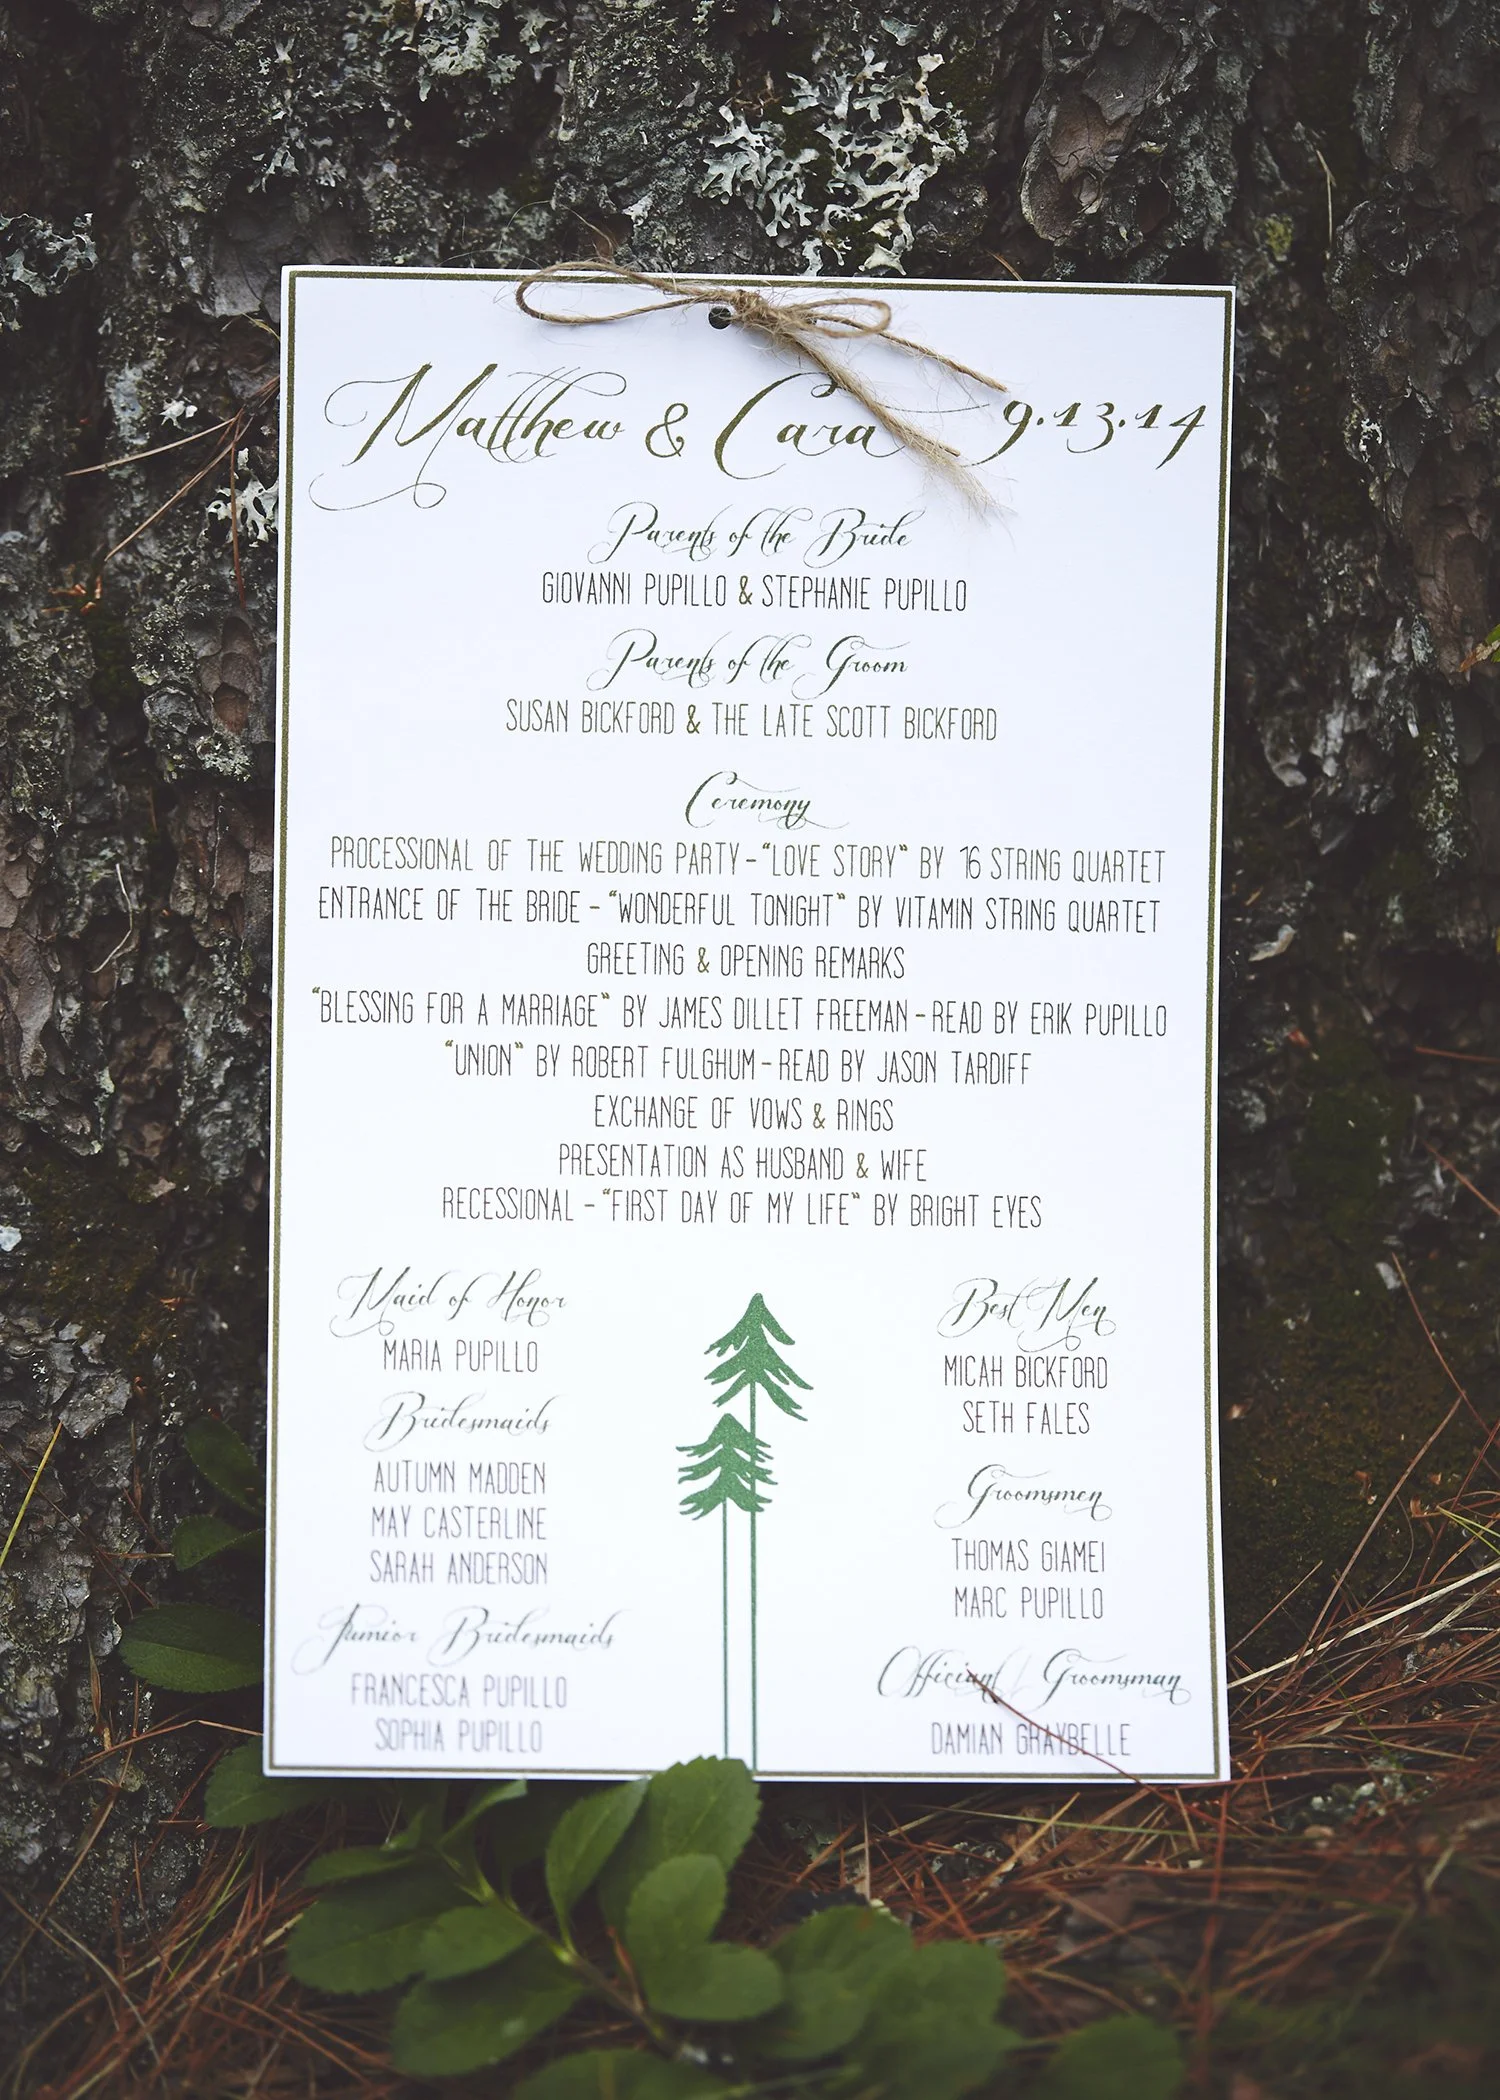 Matthew & Cara 9.13.14
Parents of the Bride
GIOVANNI PUPILLO & STEPHANIE PUPILLO
Parents of the Groom
SUSAN BICKFORD & THE LATE SCOTT BICKFORD
Ceremony
PROCESSIONAL OF THE WEDDING PARTY - "LOVE STORY" BY 16 STRING QUARTET
ENTRANCE OF THE BRIDE - "WONDERFUL TONIGHT" BY VITAMIN STRING QUARTET
GREETING & OPENING REMARKS
"BLESSING FOR A MARRIAGE" BY JAMES DILLET FREEMAN - READ BY ERIK PUPILLO
"UNION" BY ROBERT FULGHUM - READ BY JASON TARDIFF
EXCHANGE OF VOWS & RINGS
PRESENTATION AS HUSBAND & WIFE
RECESSIONAL - "FIRST DAY OF MY LIFE" BY BRIGHT EYES
Maid of Honor
MARIA PUPILLO
Bridesmaids
AUTUMN MADDEN
MAY CASTERLINE
SARAH ANDERSON
Junior Bridesmaids
FRANCESCA PUPILLO
SOPHIA PUPILLO
Best Men
MICAH BICKFORD
SETH FALES
Groomsmen
THOMAS GIAMEI
MARC PUPILLO
Officiant / Groomsman
DAMIAN GRAYBELLE